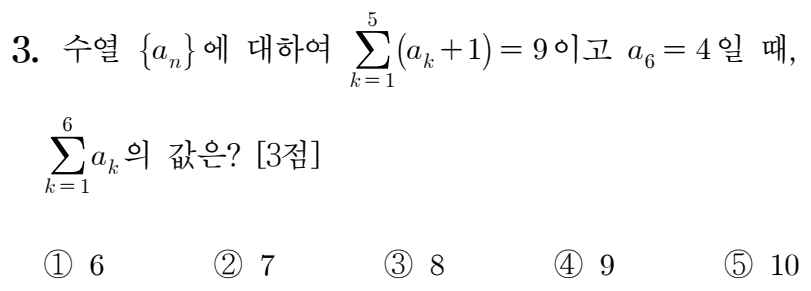 3. 수열 {a_n}에 대하여 \sum_{k=1}^{5}(a_k+1)=9이고 a_6=4일 때,
\sum_{k=1}^{6}a_k의 값은? [3점]
① 6 ② 7 ③ 8 ④ 9 ⑤ 10